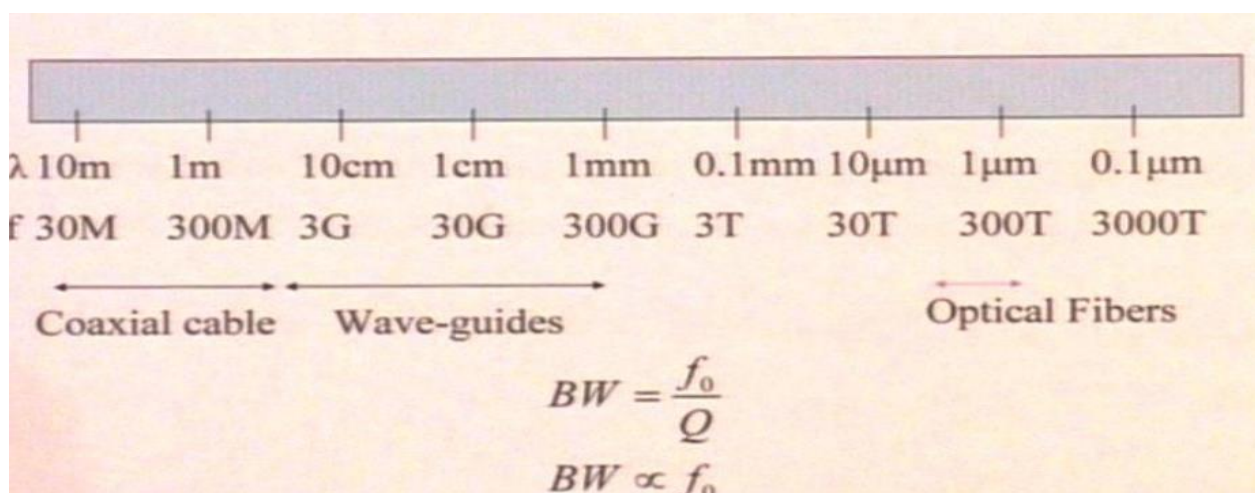 λ 10m 1m 10cm 1cm 1mm 0.1mm 10μm 1μm 0.1μm
f 30M 300M 3G 30G 300G 3T 30T 300T 3000T
Coaxial cable Wave-guides Optical Fibers
BW = f₀/Q
BW ∝ f₀